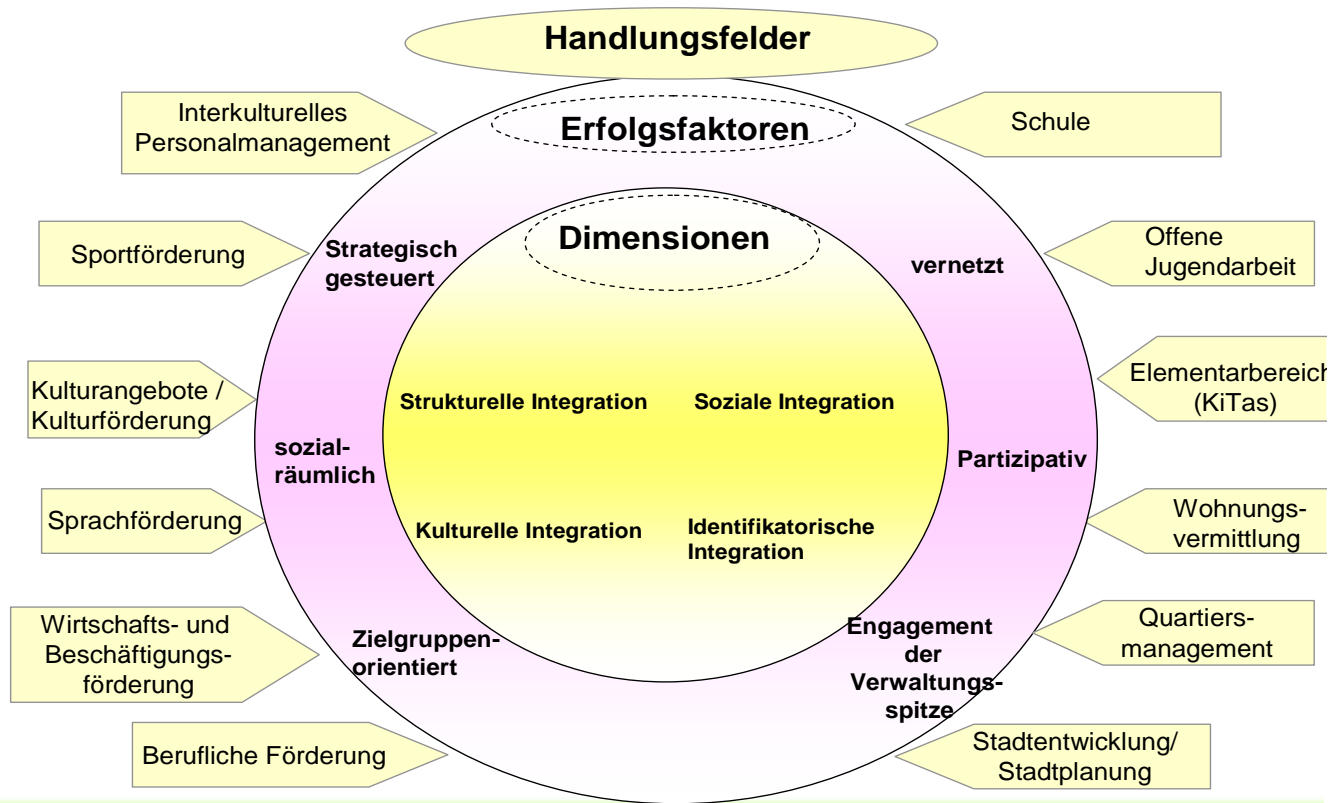 Handlungsfelder
Erfolgsfaktoren
Dimensionen
Interkulturelles
Personalmanagement
Sportförderung
Kulturangebote /
Kulturförderung
Sprachförderung
Wirtschafts- und
Beschäftigungs-
förderung
Berufliche Förderung
Strategisch
gesteuert
sozial-
räumlich
Zielgruppen-
orientiert
Strukturelle Integration
Soziale Integration
Kulturelle Integration
Identifikatorische
Integration
vernetzt
Partizipativ
Engagement
der
Verwaltungs-
spitze
Schule
Offene
Jugendarbeit
Elementarbereich
(KiTas)
Wohnungs-
vermittlung
Quartiers-
management
Stadtentwicklung/
Stadtplanung